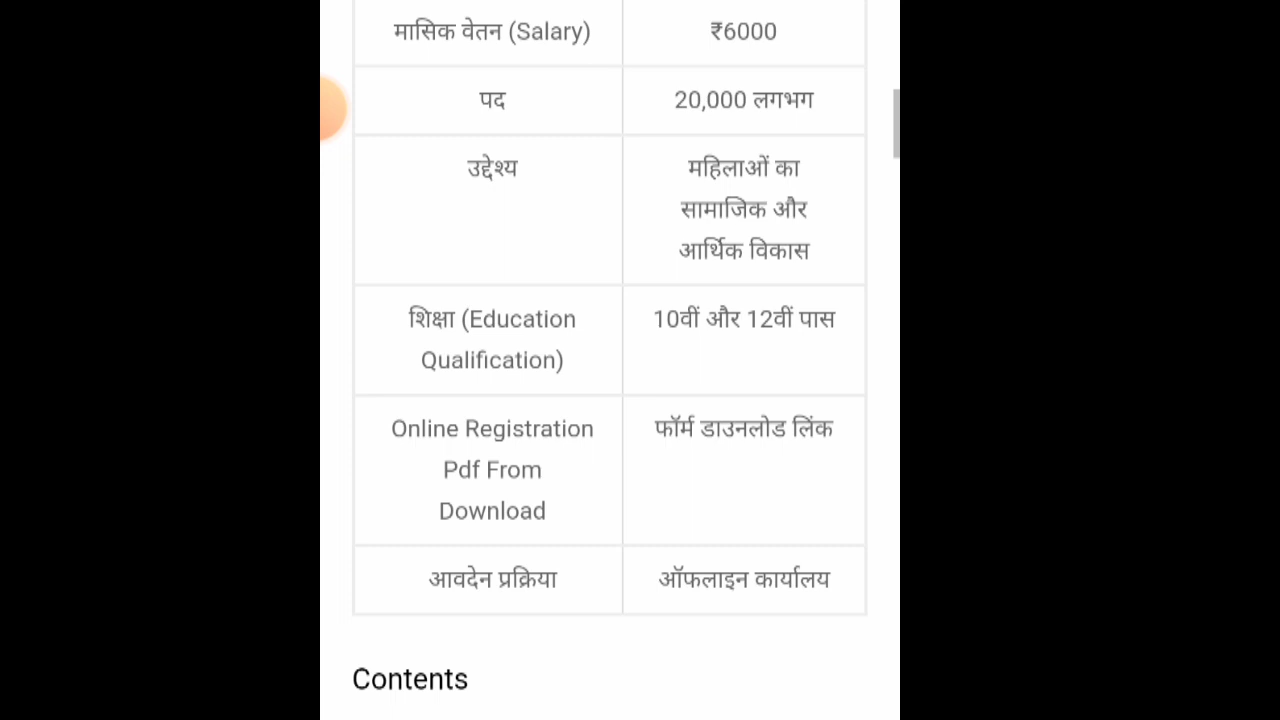 मासिक वेतन (Salary) ₹6000
पद 20,000 लगभग
उद्देश्य महिलाओं का
सामाजिक और
आर्थिक विकास
शिक्षा (Education 10वीं और 12वीं पास
Qualification)
Online Registration फॉर्म डाउनलोड लिंक
Pdf From
Download
आवदेन प्रक्रिया ऑफलाइन कार्यालय
Contents